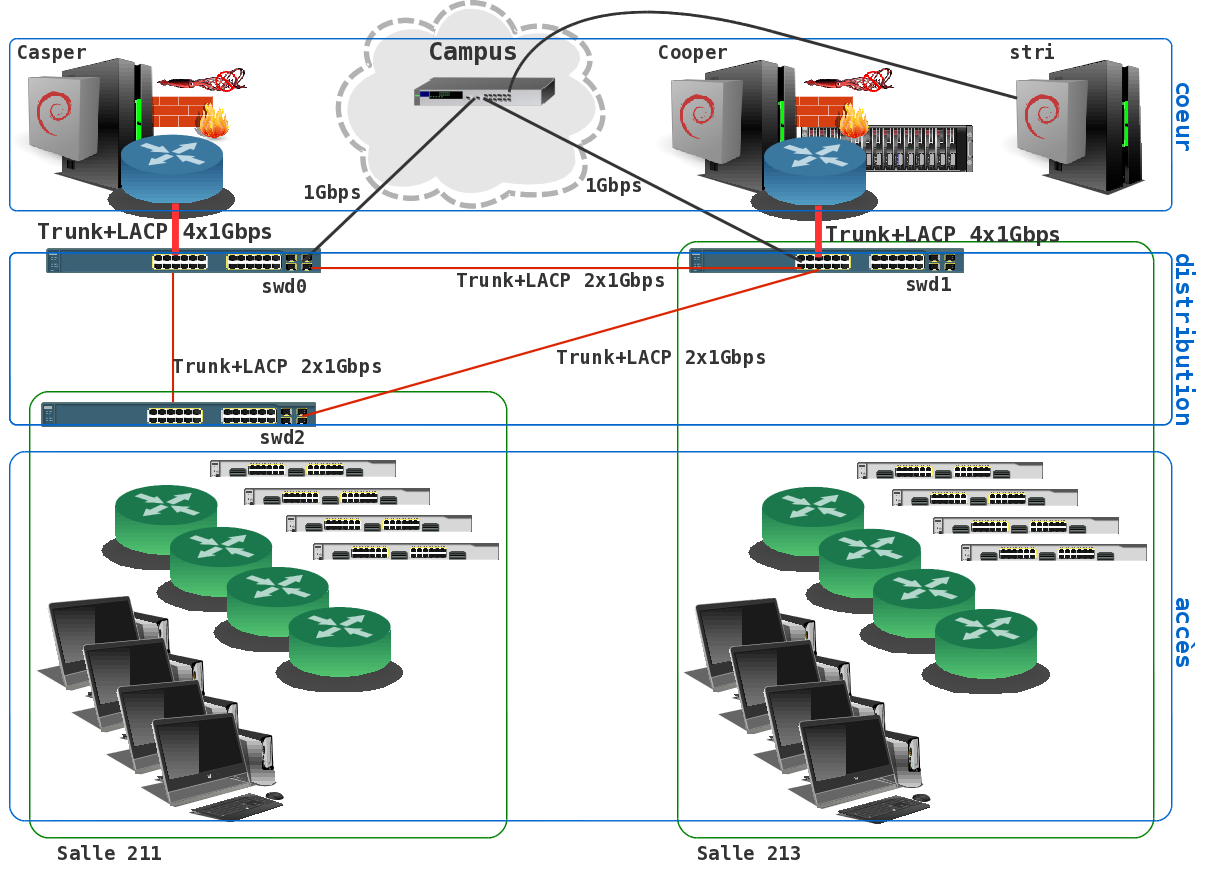 Casper
Campus
Cooper
stri
coeur
1Gbps
1Gbps
Trunk+LACP 4x1Gbps
Trunk+LACP 4x1Gbps
swd0
Trunk+LACP 2x1Gbps
swd1
distribution
Trunk+LACP 2x1Gbps
Trunk+LACP 2x1Gbps
swd2
accès
Salle 211
Salle 213